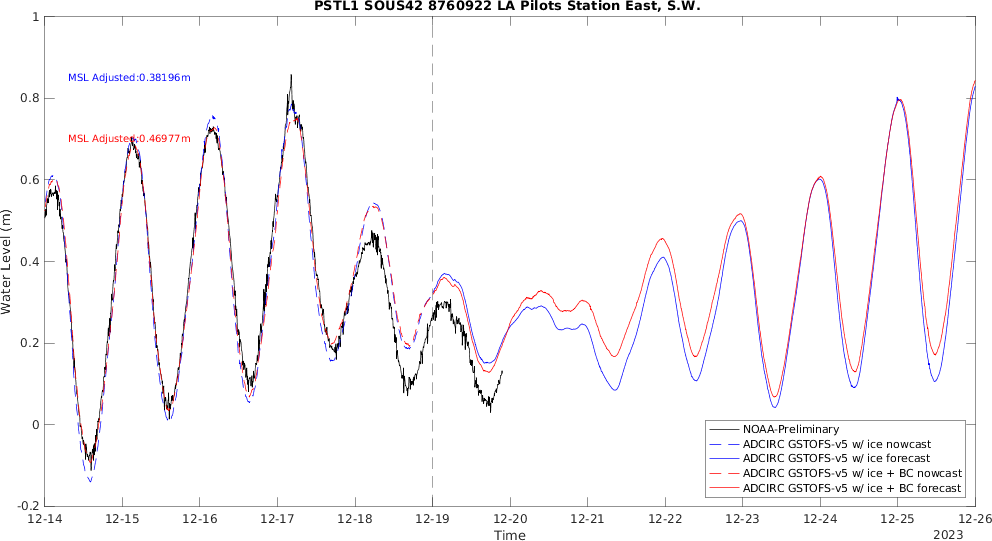 PSTL1 SOUS42 8760922 LA Pilots Station East, S.W.
1
MSL Adjusted:0.38196m
0.8
MSL Adjusted:0.46977m
0.6
0.4
0.2
0
-0.2
Water Level (m)
NOAA-Preliminary
ADCIRC GSTOFS-v5 w/ ice nowcast
ADCIRC GSTOFS-v5 w/ ice forecast
ADCIRC GSTOFS-v5 w/ ice + BC nowcast
ADCIRC GSTOFS-v5 w/ ice + BC forecast
12-14 12-15 12-16 12-17 12-18 12-19 12-20 12-21 12-22 12-23 12-24 12-25 12-26
Time
2023